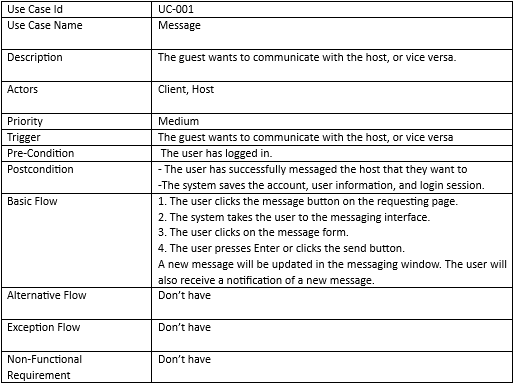 Use Case Id UC-001
Use Case Name Message
Description The guest wants to communicate with the host, or vice versa.
Actors Client, Host
Priority Medium
Trigger The guest wants to communicate with the host, or vice versa
Pre-Condition The user has logged in.
Postcondition - The user has successfully messaged the host that they want to
-The system saves the account, user information, and login session.
Basic Flow 1. The user clicks the message button on the requesting page.
2. The system takes the user to the messaging interface.
3. The user clicks on the message form.
4. The user presses Enter or clicks the send button.
A new message will be updated in the messaging window. The user will
also receive a notification of a new message.
Alternative Flow Don't have
Exception Flow Don't have
Non-Functional Don't have
Requirement